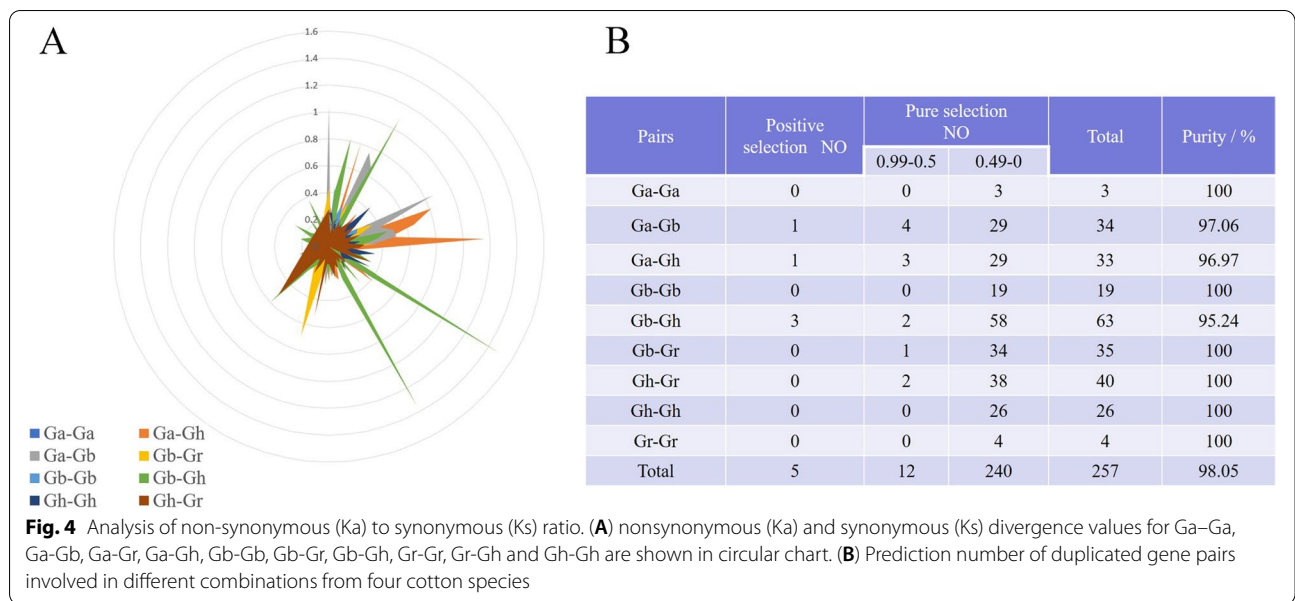 A
1.6
1.4
1.2
1
0.8
0.6
0.4
0.2
0
Ga-Ga Ga-Gh
Ga-Gb Gb-Gr
Gb-Gb Gb-Gh
Gh-Gh Gh-Gr
B
Pairs Positive selection NO Pure selection NO Total Purity / %
0.99-0.5 0.49-0
Ga-Ga 0 0 3 3 100
Ga-Gb 1 4 29 34 97.06
Ga-Gh 1 3 29 33 96.97
Gb-Gb 0 0 19 19 100
Gb-Gh 3 2 58 63 95.24
Gb-Gr 0 1 34 35 100
Gh-Gr 0 2 38 40 100
Gh-Gh 0 0 26 26 100
Gr-Gr 0 0 4 4 100
Total 5 12 240 257 98.05
Fig. 4 Analysis of non-synonymous (Ka) to synonymous (Ks) ratio. (A) nonsynonymous (Ka) and synonymous (Ks) divergence values for Ga–Ga,
Ga-Gb, Ga-Gr, Ga-Gh, Gb-Gb, Gb-Gr, Gb-Gh, Gr-Gr, Gr-Gh and Gh-Gh are shown in circular chart. (B) Prediction number of duplicated gene pairs
involved in different combinations from four cotton species